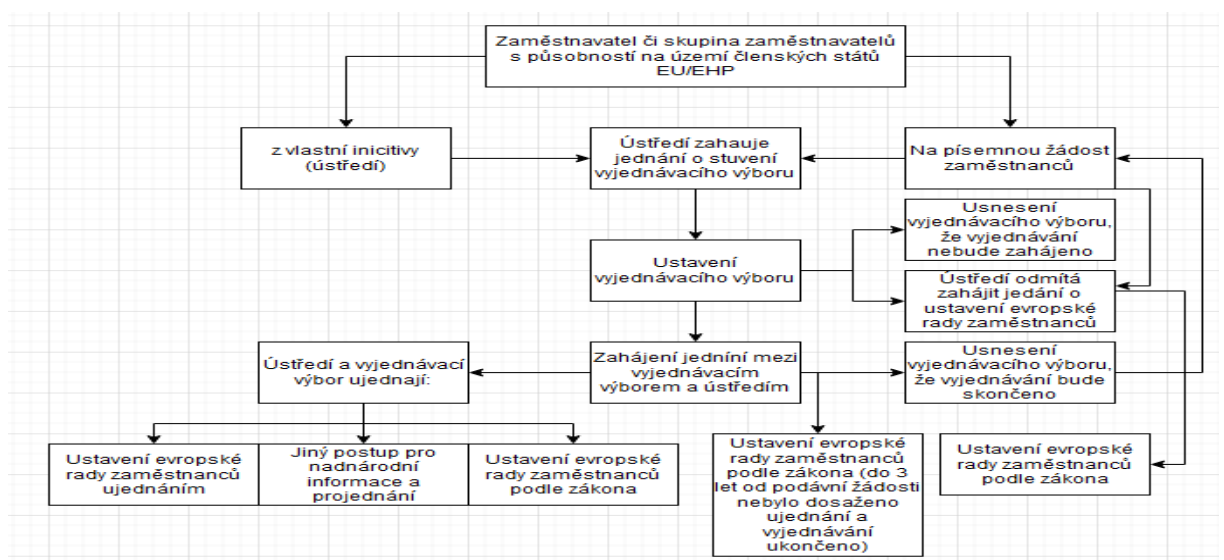 Zaměstnavatel či skupina zaměstnavatelů
s působností na území členských států
EU/EHP
z vlastní inicitivy
(ústředí)
Ústředí zahauje
jednání o stuvení
vyjednávacího výboru
Na písemnou žádost
zaměstnanců
Usnesení
vyjednávacího výboru,
že vyjednávání
nebude zahájeno
Ustavení
vyjednávacího výboru
Ústředí odmítá
zahájit jedání o
ustavení evropské
rady zaměstnanců
Ústředí a vyjednávací
výbor ujednají:
Zahájení jedníní mezi
vyjednávacím
výborem a ústředím
Usnesení
vyjednávacího výboru,
že vyjednávání bude
skončeno
Ustavení evropské
rady zaměstnanců
ujednáním
Jiný postup pro
nadnárodní
informace a
projednání
Ustavení evropské
rady zaměstnanců
podle zákona
Ustavení evropské
rady zaměstnanců
podle zákona (do 3
let od podávní žádosti
nebylo dosaženo
ujednání a
vyjednávání
ukončeno)
Ustavení evropské
rady zaměstnanců
podle zákona